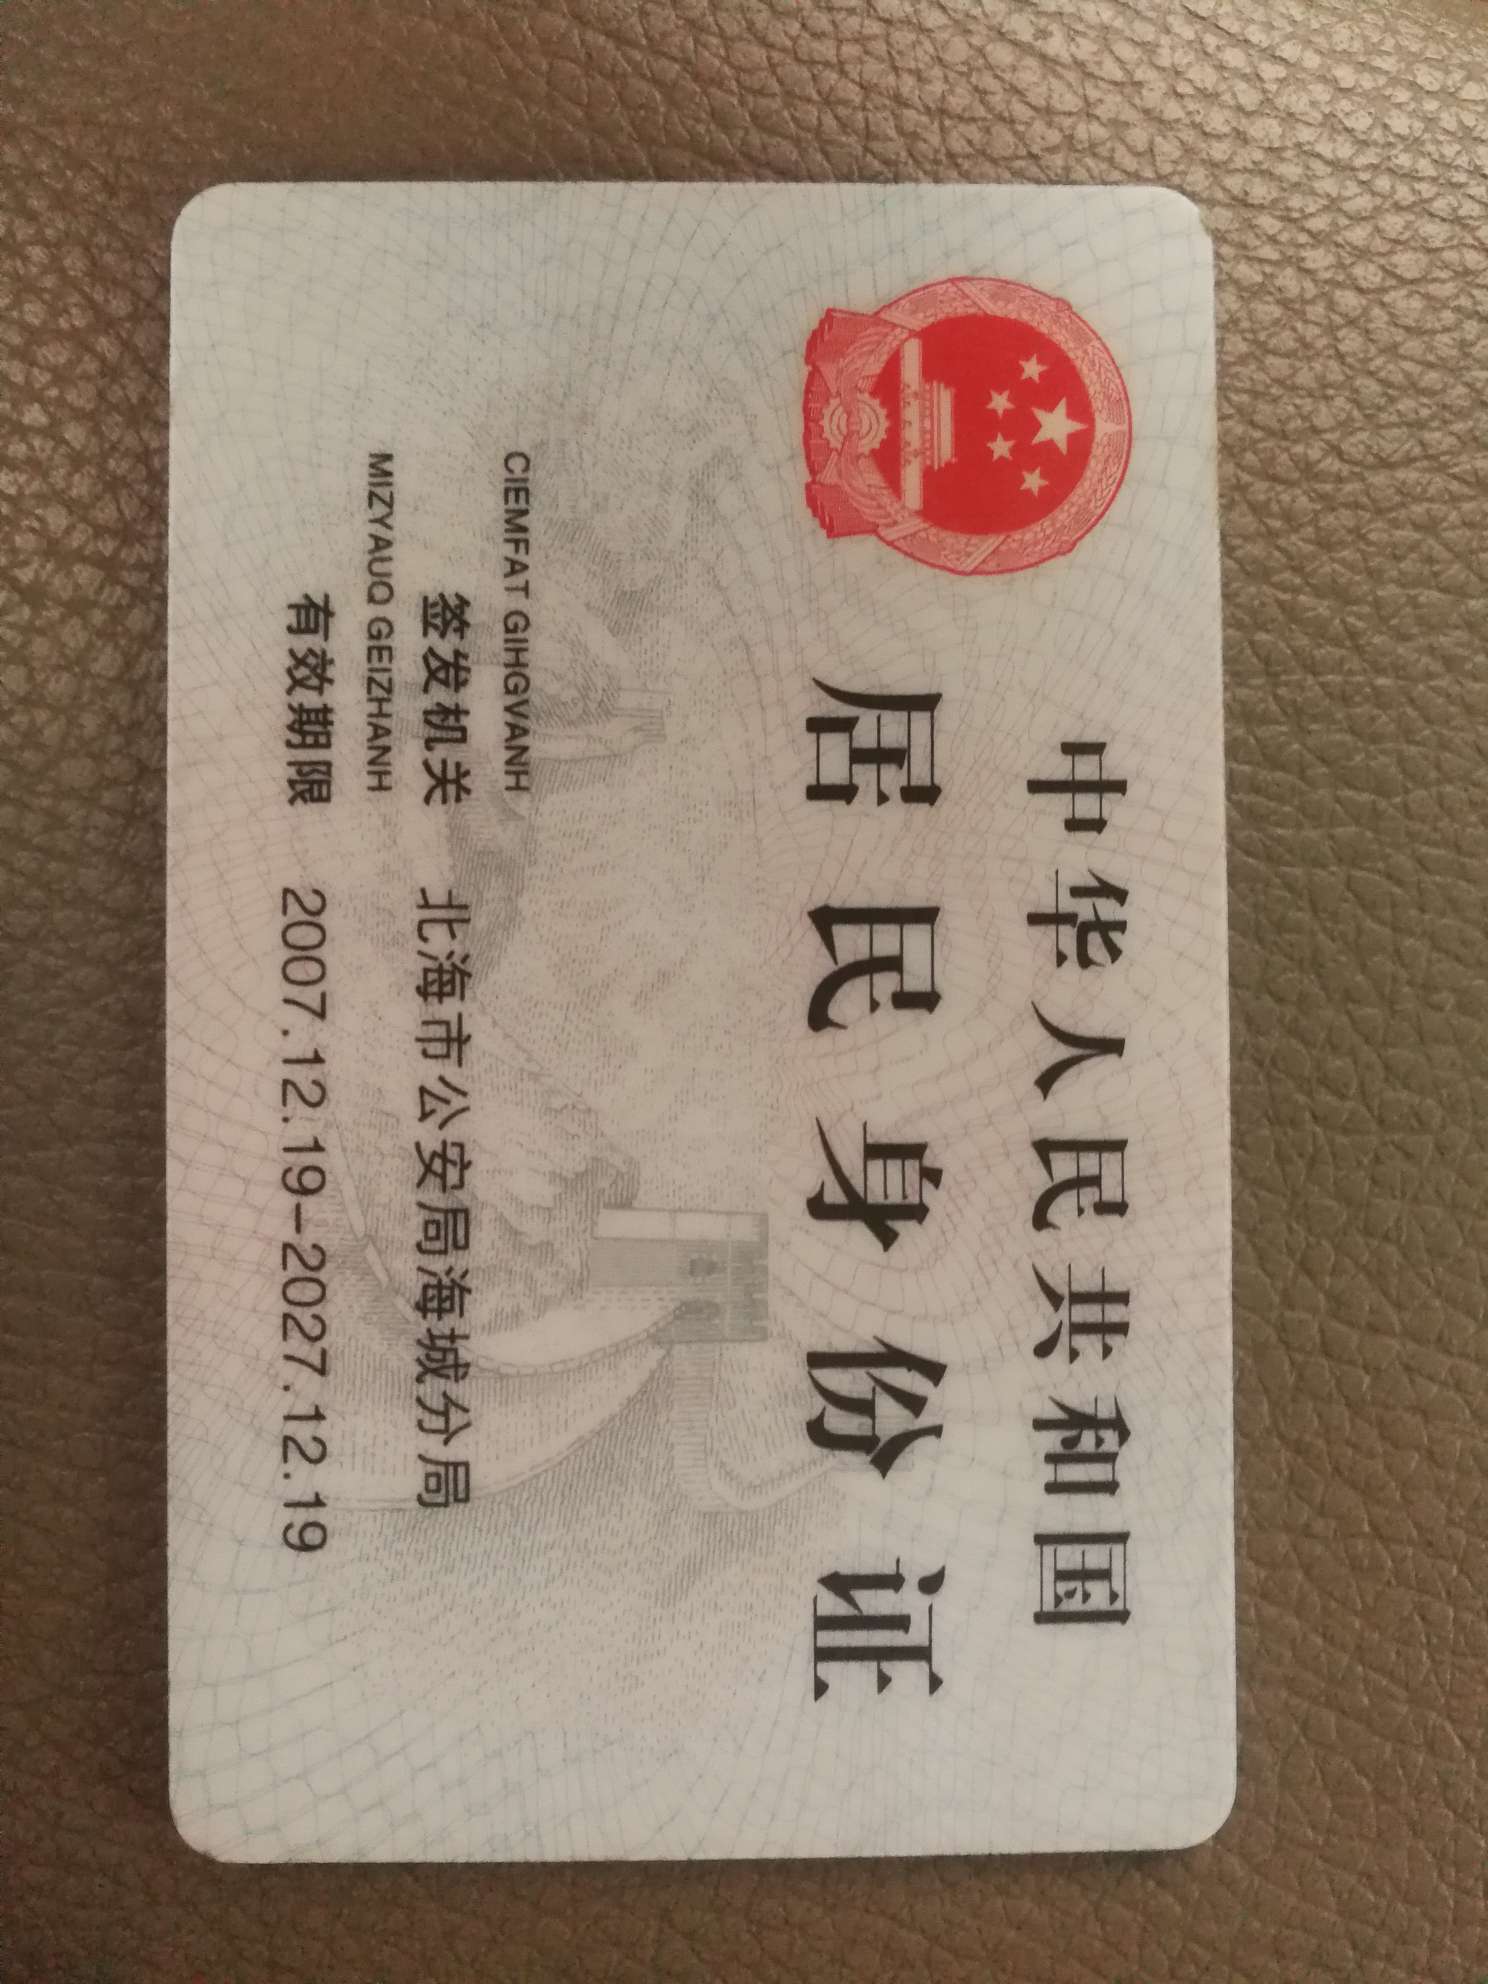 中华人民共和国
居民身份证
CIEMFAT GIHGVANH
签发机关 北海市公安局海城分局
MIZYAUQ GEIZHANH
有效期限 2007.12.19-2027.12.19